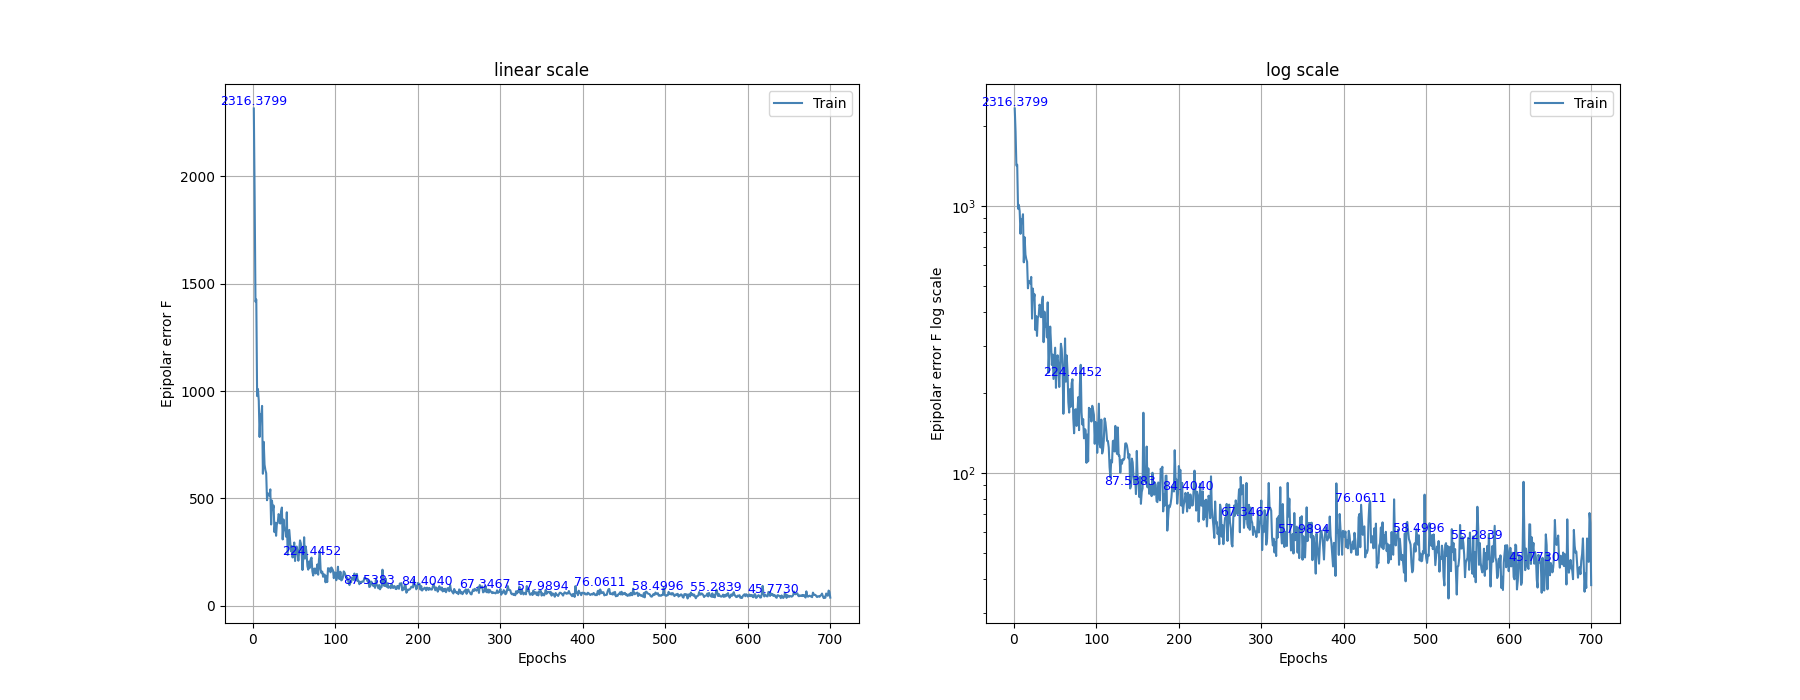 linear scale
2316.3799
Train
2000
1500
1000
500
0
224.4452
87.5383
84.4040
67.3467
57.9894
76.0611
58.4996
55.2839
45.7730
0 100 200 300 400 500 600 700
Epochs
Epipolar error F
log scale
2316.3799
Train
10³
10²
224.4452
87.5383
84.4040
67.3467
57.9894
76.0611
58.4996
55.2839
45.7730
0 100 200 300 400 500 600 700
Epochs
Epipolar error F log scale